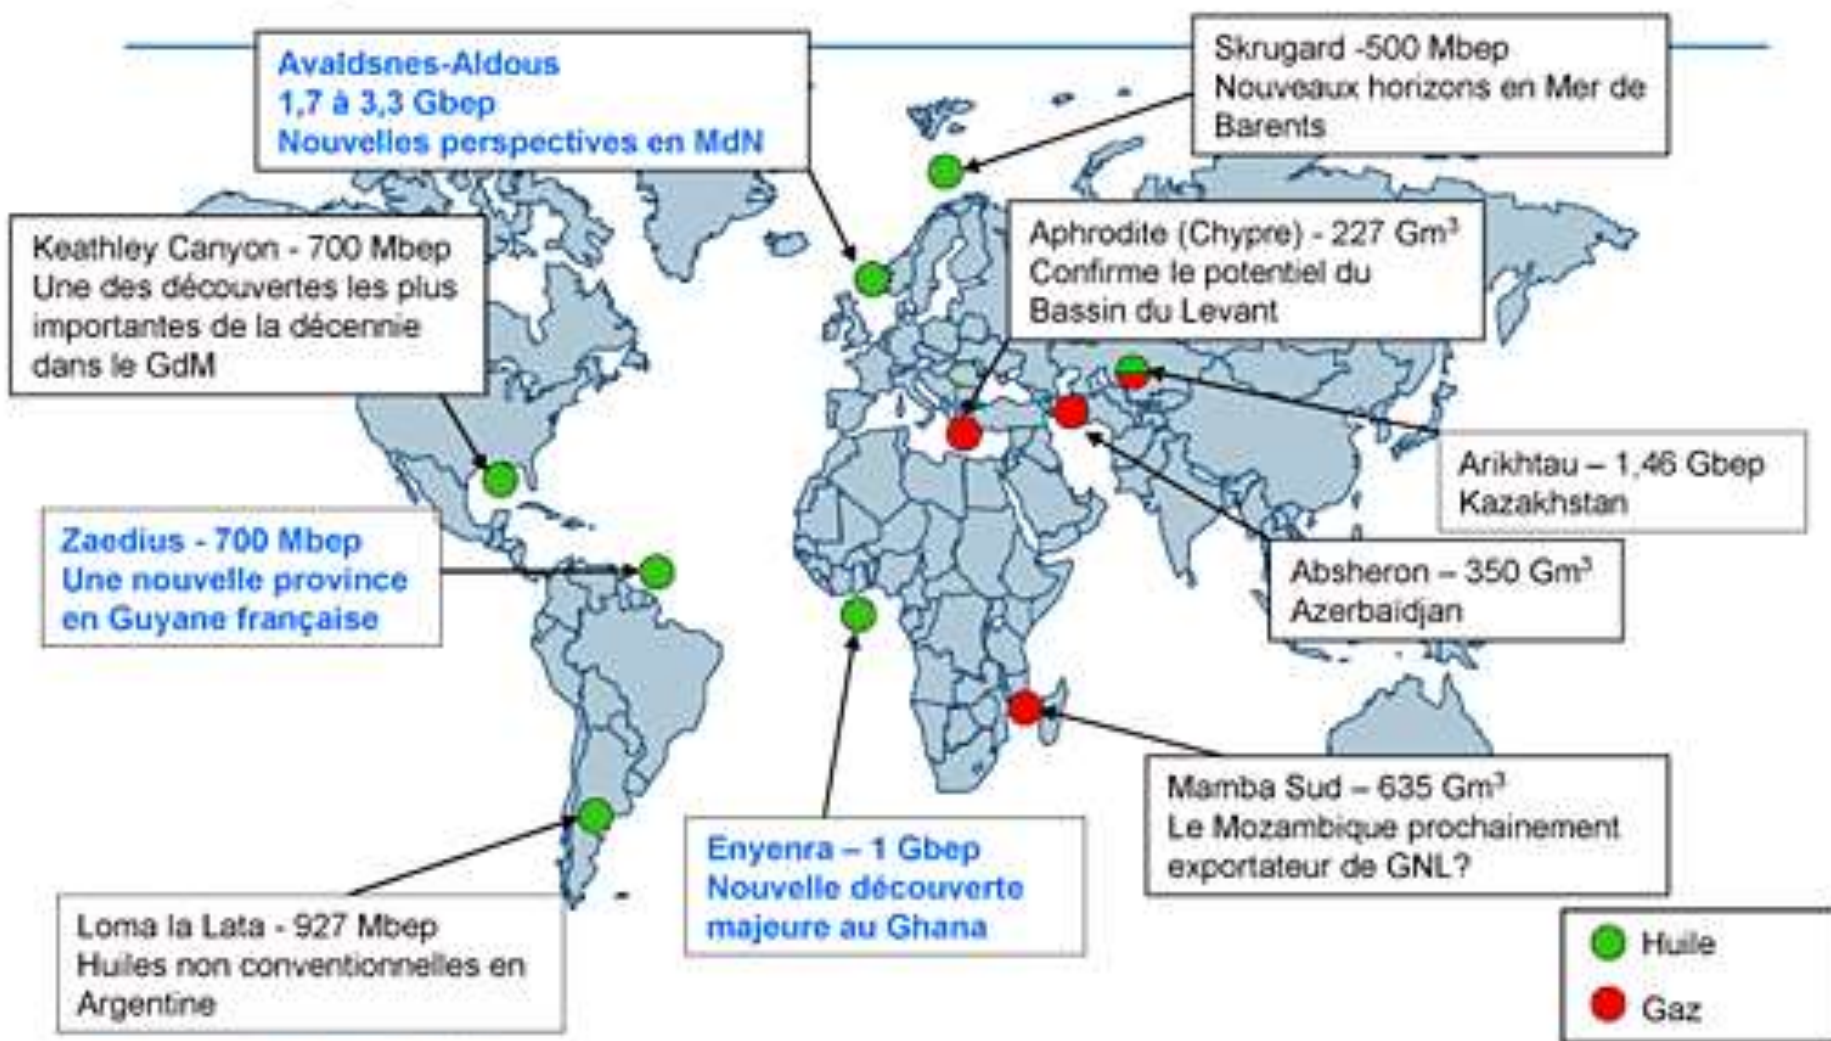 Avaldsnes-Aldous
1,7 à 3,3 Gbep
Nouvelles perspectives en MdN
Skrugard -500 Mbep
Nouveaux horizons en Mer de
Barents
Keathley Canyon - 700 Mbep
Une des découvertes les plus
importantes de la décennie
dans le GdM
Aphrodite (Chypre) - 227 Gm³
Confirme le potentiel du
Bassin du Levant
Arikhtau – 1,46 Gbep
Kazakhstan
Zaedius - 700 Mbep
Une nouvelle province
en Guyane française
Absheron – 350 Gm³
Azerbaïdjan
Mamba Sud – 635 Gm³
Le Mozambique prochainement
exportateur de GNL?
Enyenra – 1 Gbep
Nouvelle découverte
majeure au Ghana
Loma la Lata - 927 Mbep
Huiles non conventionnelles en
Argentine
Huile
Gaz